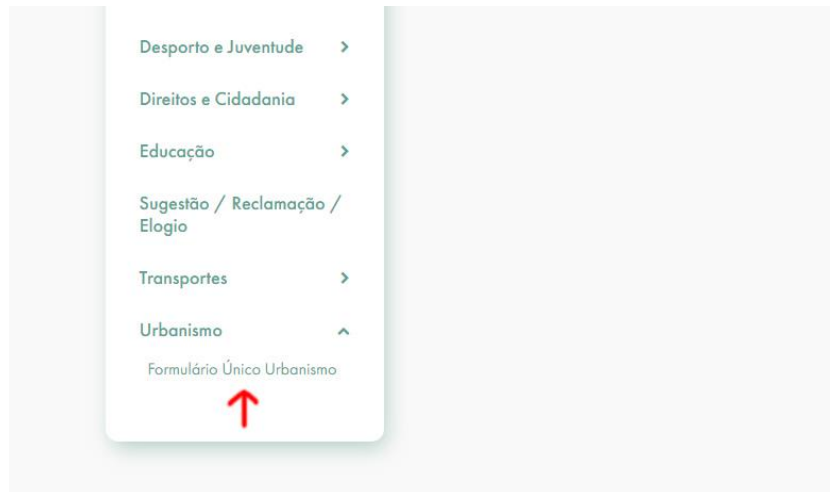 Desporto e Juventude
Direitos e Cidadania
Educação
Sugestão / Reclamação /
Elogio
Transportes
Urbanismo
Formulário Único Urbanismo